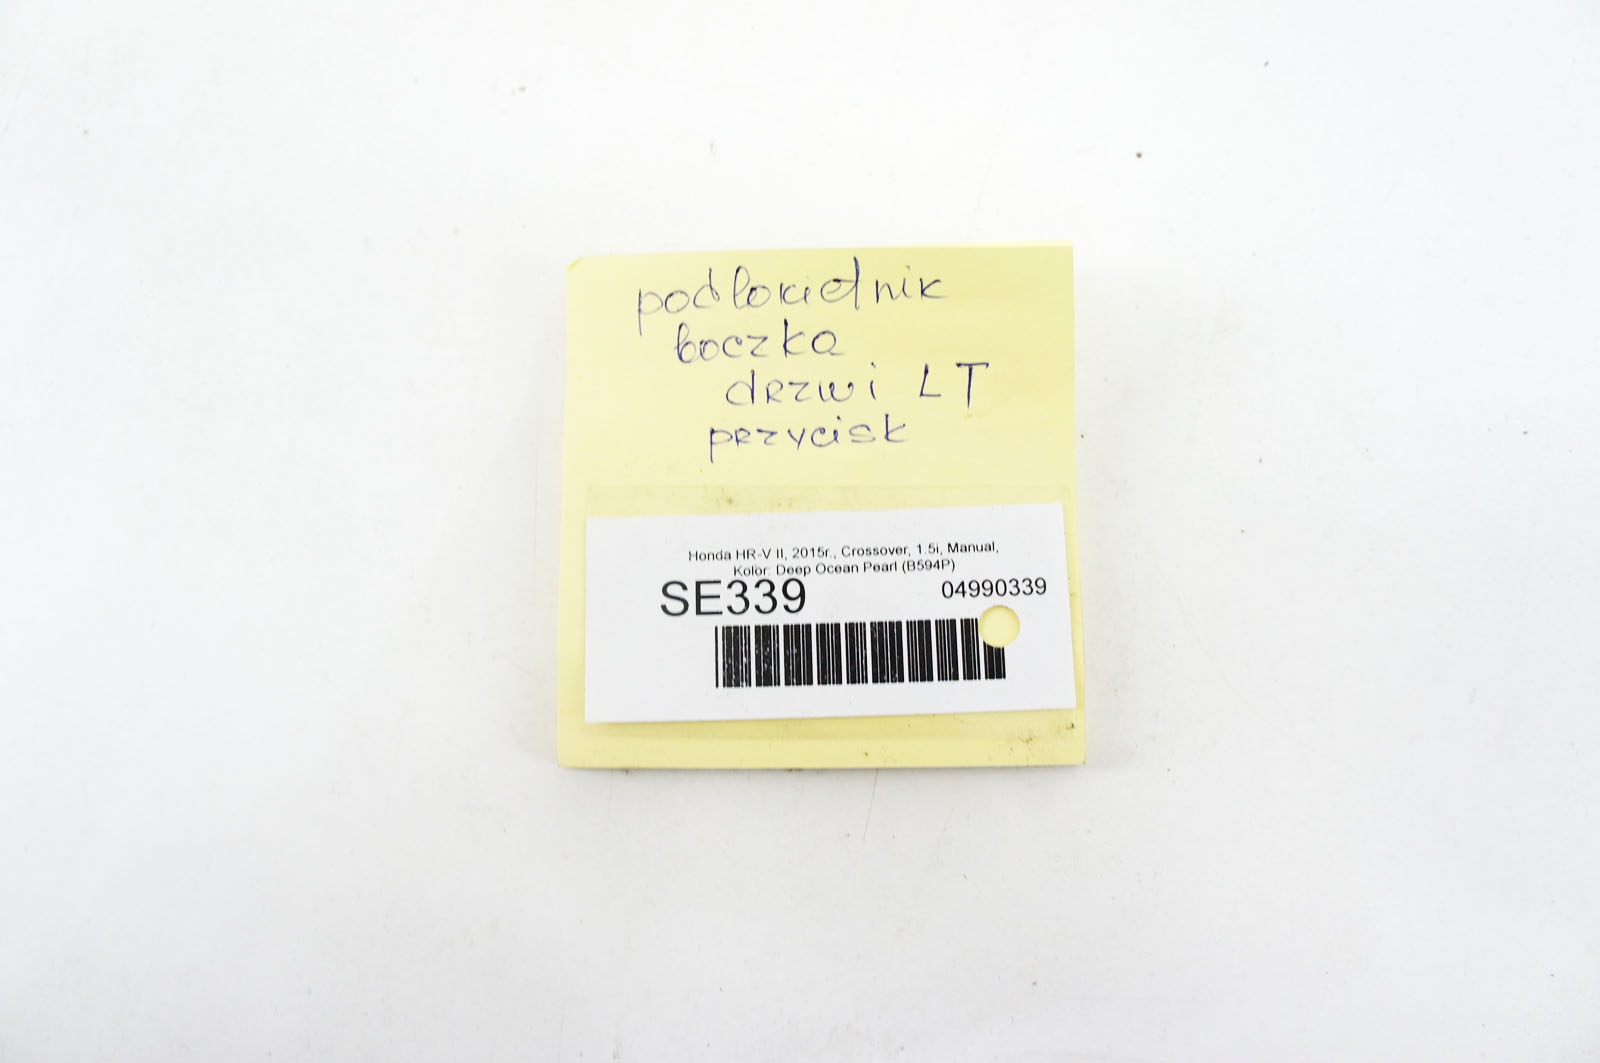 podlokietnik
boczka
drzwi LT
przycisk
Honda HR-V II, 2015r., Crossover, 1.5i, Manual,
Kolor: Deep Ocean Pearl (B594P)
SE339 04990339